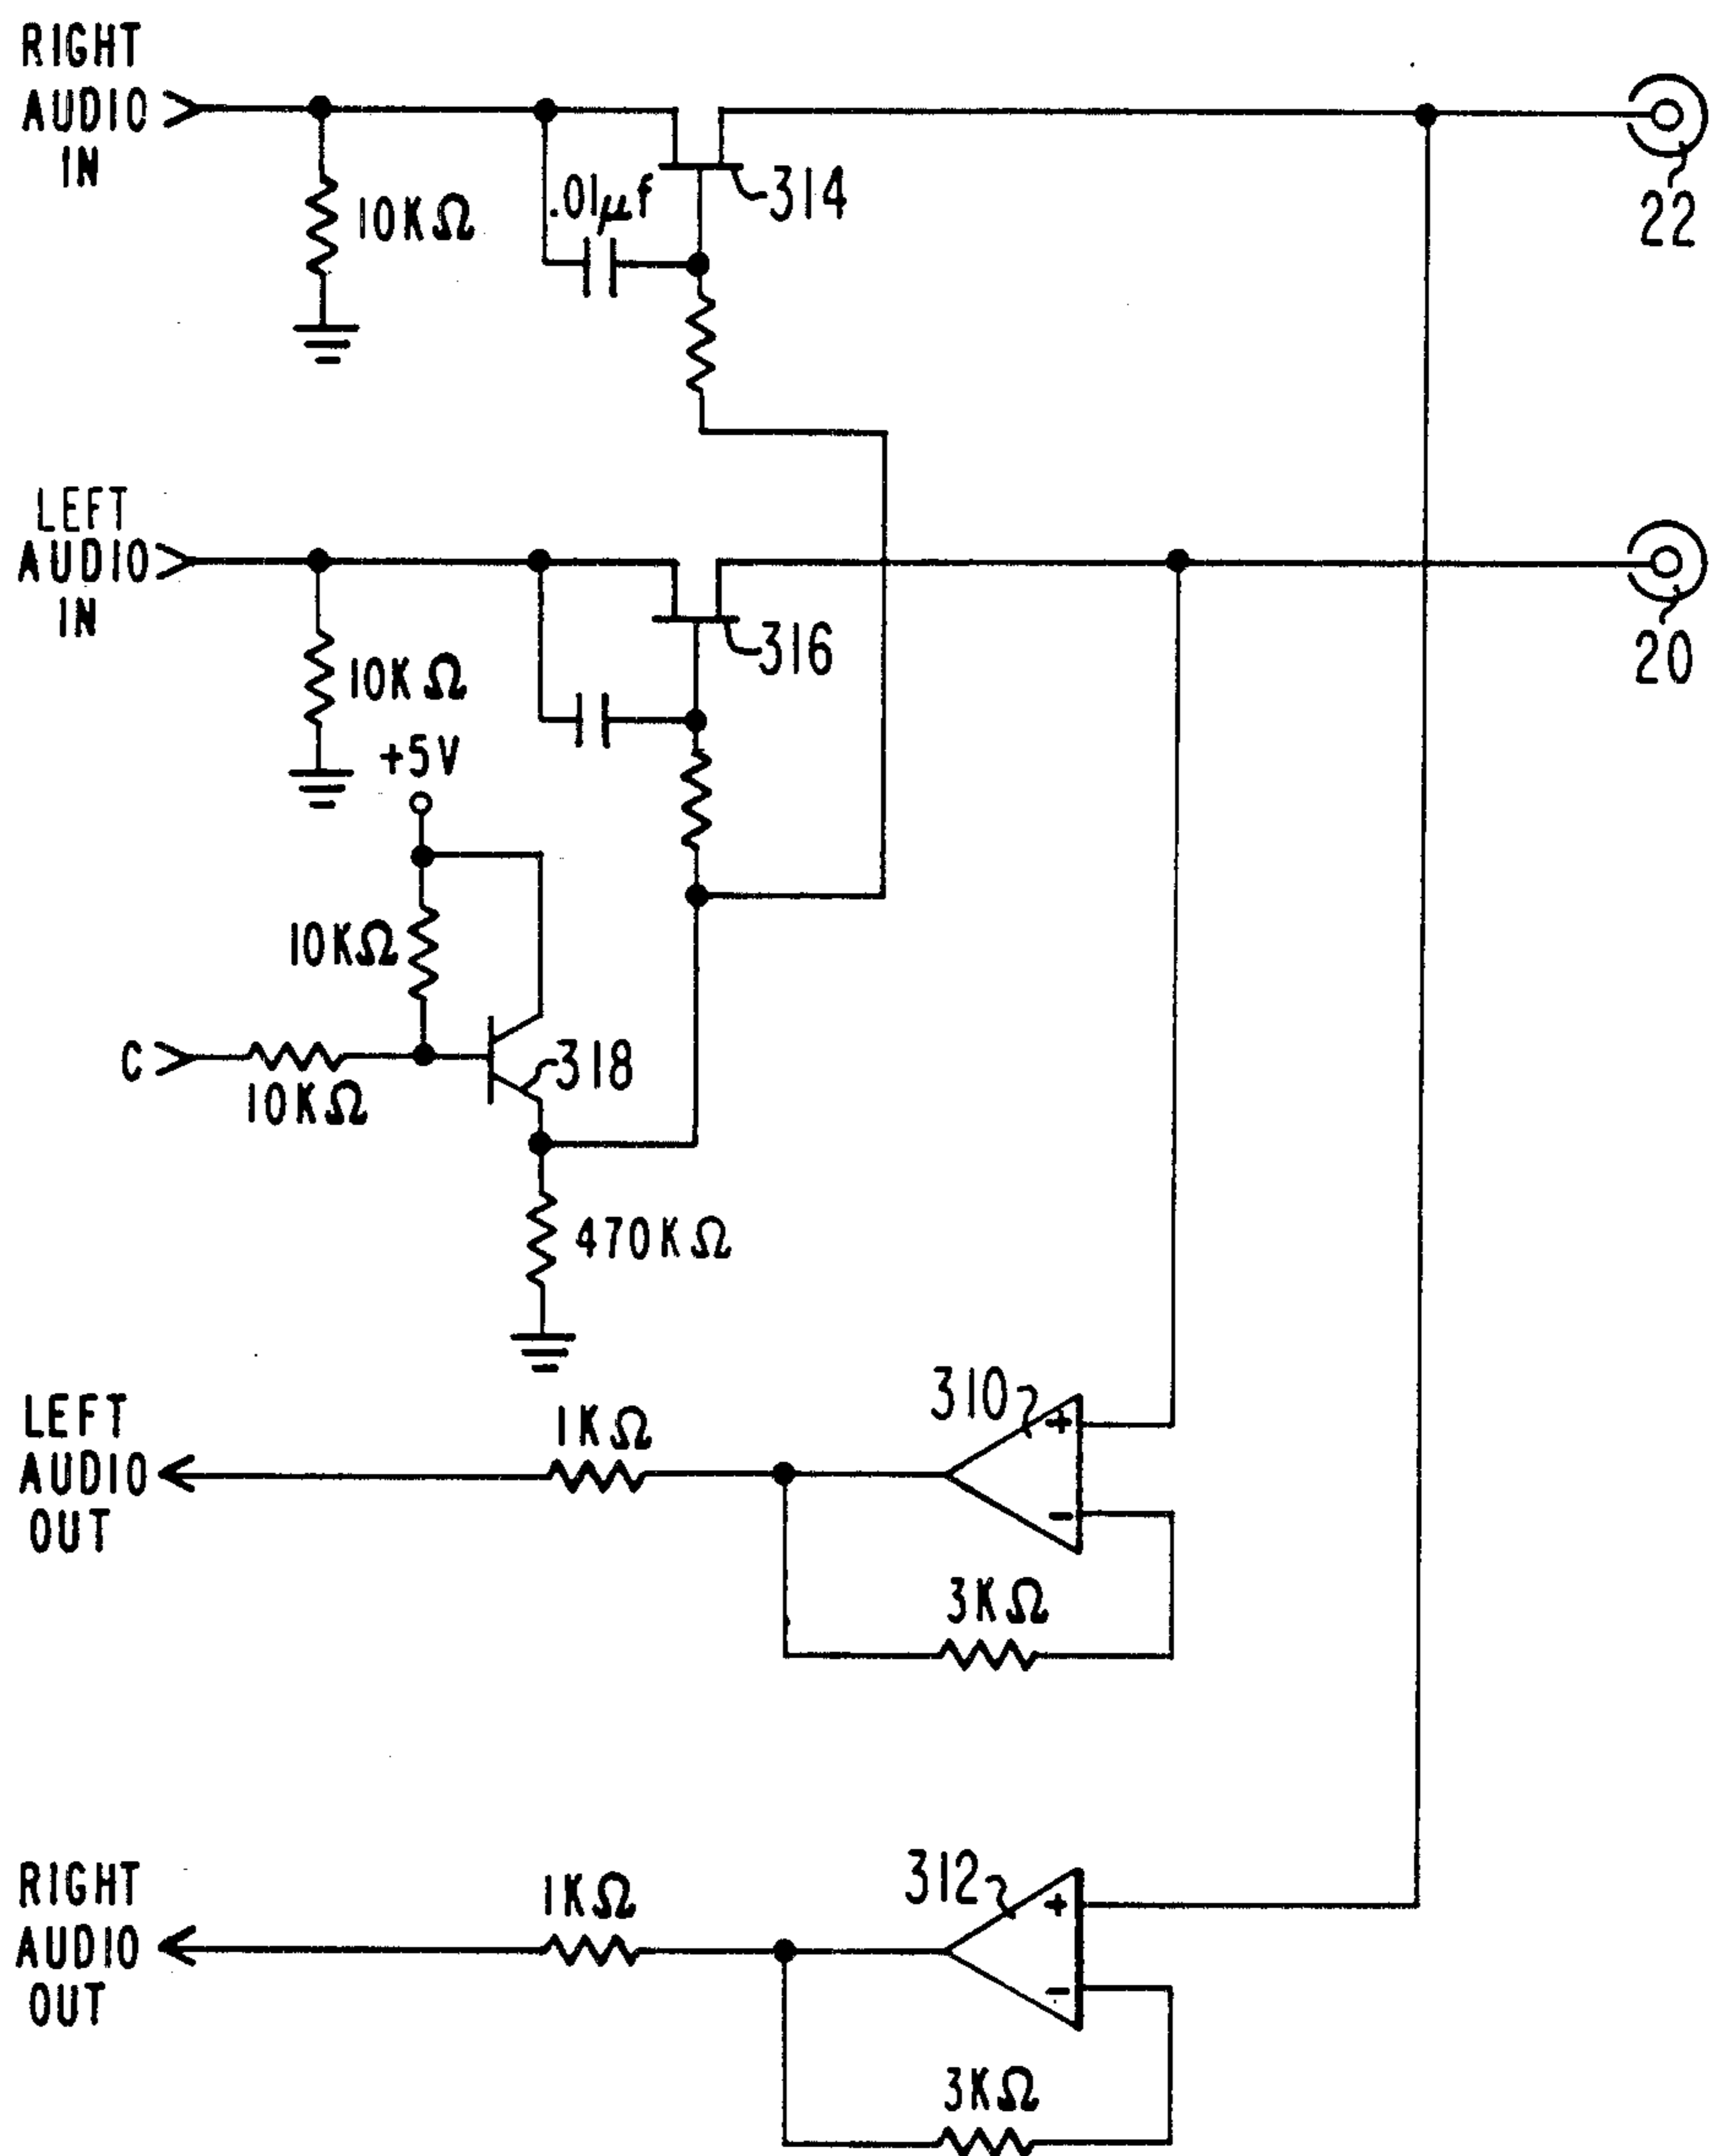 RIGHT
AUDIO
IN
10KΩ
.01μf
314
22
LEFT
AUDIO
IN
10KΩ
316
20
+5V
10KΩ
C
10KΩ
318
470KΩ
LEFT
AUDIO
OUT
1KΩ
310
+
-
3KΩ
RIGHT
AUDIO
OUT
1KΩ
312
+
-
3KΩ